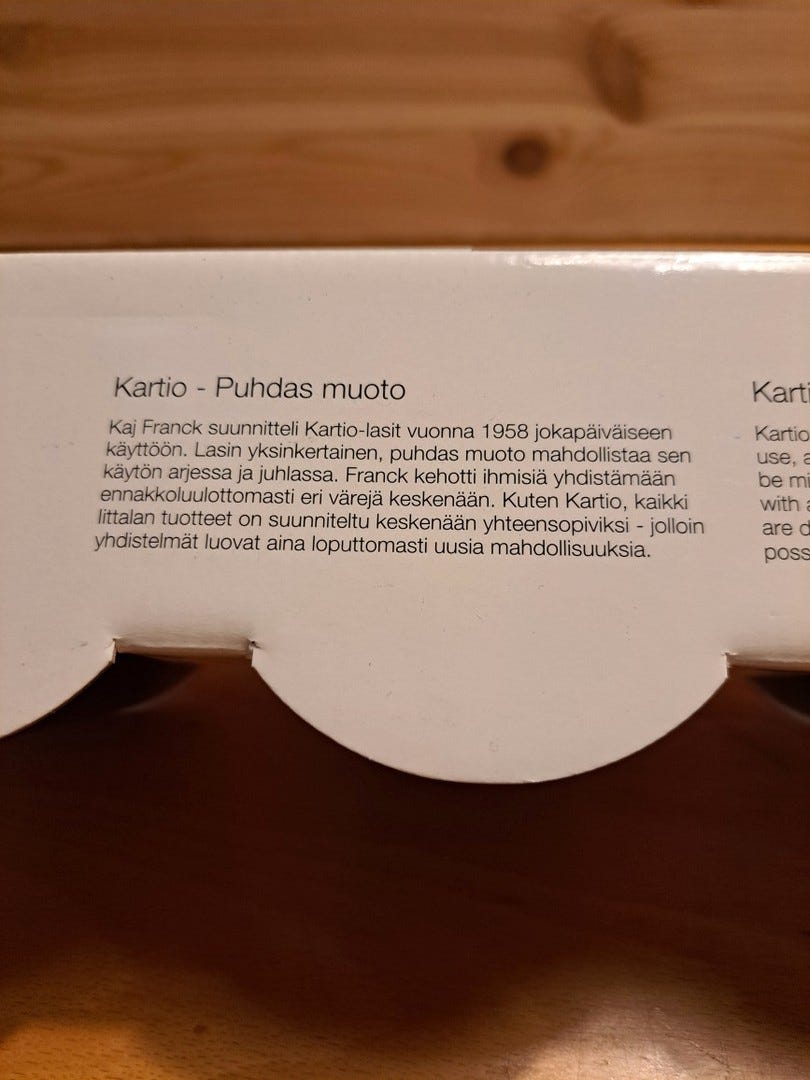 Kartio - Puhdas muoto
Kaj Franck suunnitteli Kartio-lasit vuonna 1958 jokapäiväiseen
käyttöön. Lasin yksinkertainen, puhdas muoto mahdollistaa sen
käytön arjessa ja juhlassa. Franck kehotti ihmisiä yhdistämään
ennakkoluulottomasti eri värejä keskenään. Kuten Kartio, kaikki
Iittalan tuotteet on suunniteltu keskenään yhteensopiviksi - jolloin
yhdistelmät luovat aina loputtomasti uusia mahdollisuuksia.
Karti
Kartio
use, a
be mi
with a
are d
poss